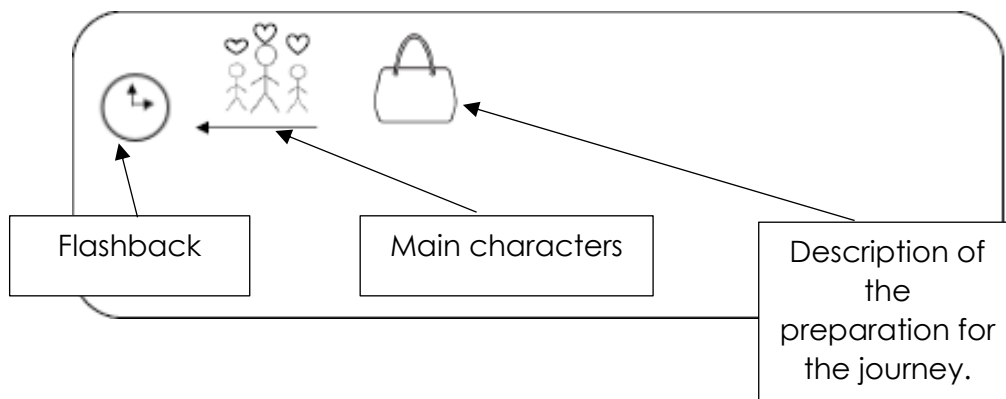 Flashback
Main characters
Description of
the
preparation for
the journey.